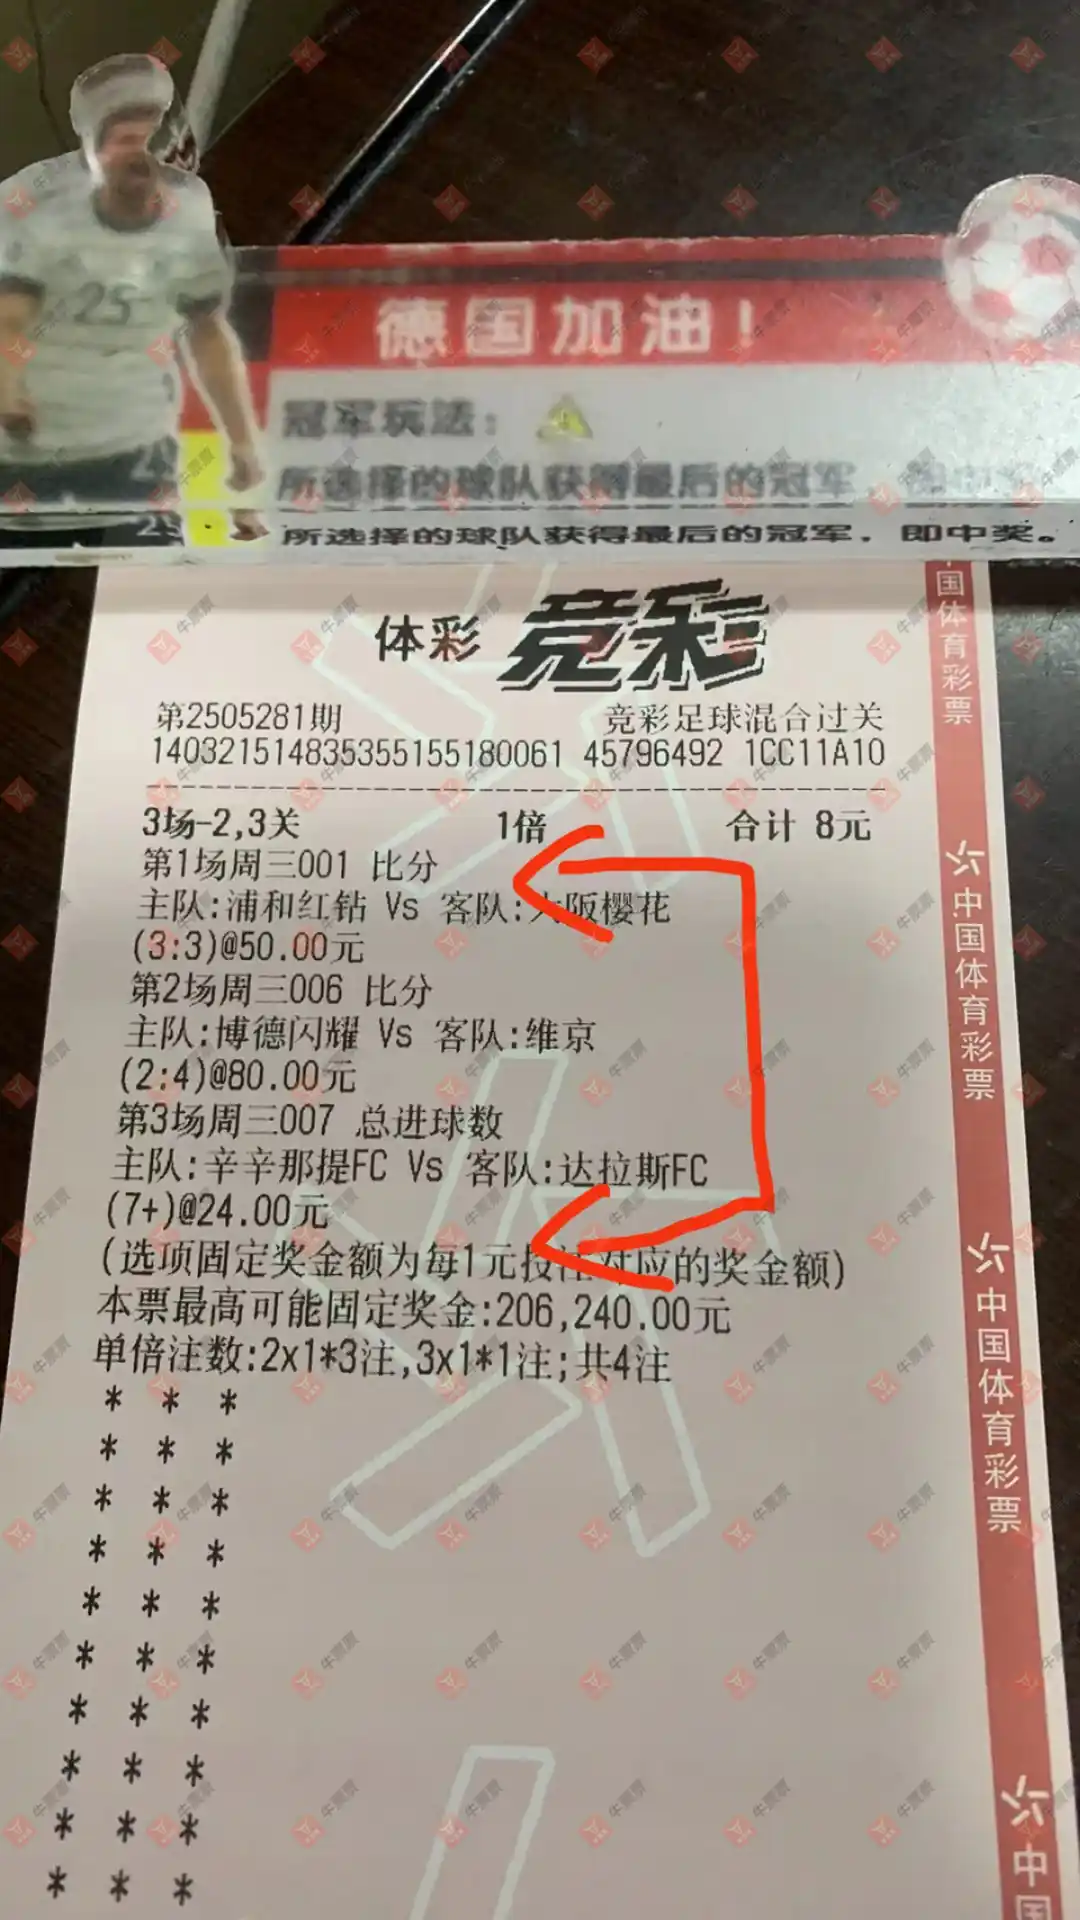 25
德国加油！
冠军玩法：
所选择的球队获得最后的冠军
所选择的球队获得最后的冠军，即中奖。
体彩 竞彩
第2505281期 竞彩足球混合过关
140321514835355155180061 45796492 1CC11A10
3场-2,3关 1倍 合计 8元
第1场周三001 比分
主队:浦和红钻 Vs 客队:大阪樱花
(3:3)@50.00元
第2场周三006 比分
主队:博德闪耀 Vs 客队:维京
(2:4)@80.00元
第3场周三007 总进球数
主队:辛辛那提FC Vs 客队:达拉斯FC
(7+)@24.00元
(选项固定奖金额为每1元投注对应的奖金额)
本票最高可能固定奖金:206,240.00元
单倍注数:2x1*3注,3x1*1注;共4注
* * *
* * *
* * *
* * *
* * *
* * *
* * *
* * *
* * *
* * *
国体育彩票
中国体育彩票
中国体育彩票
中国
牛票票